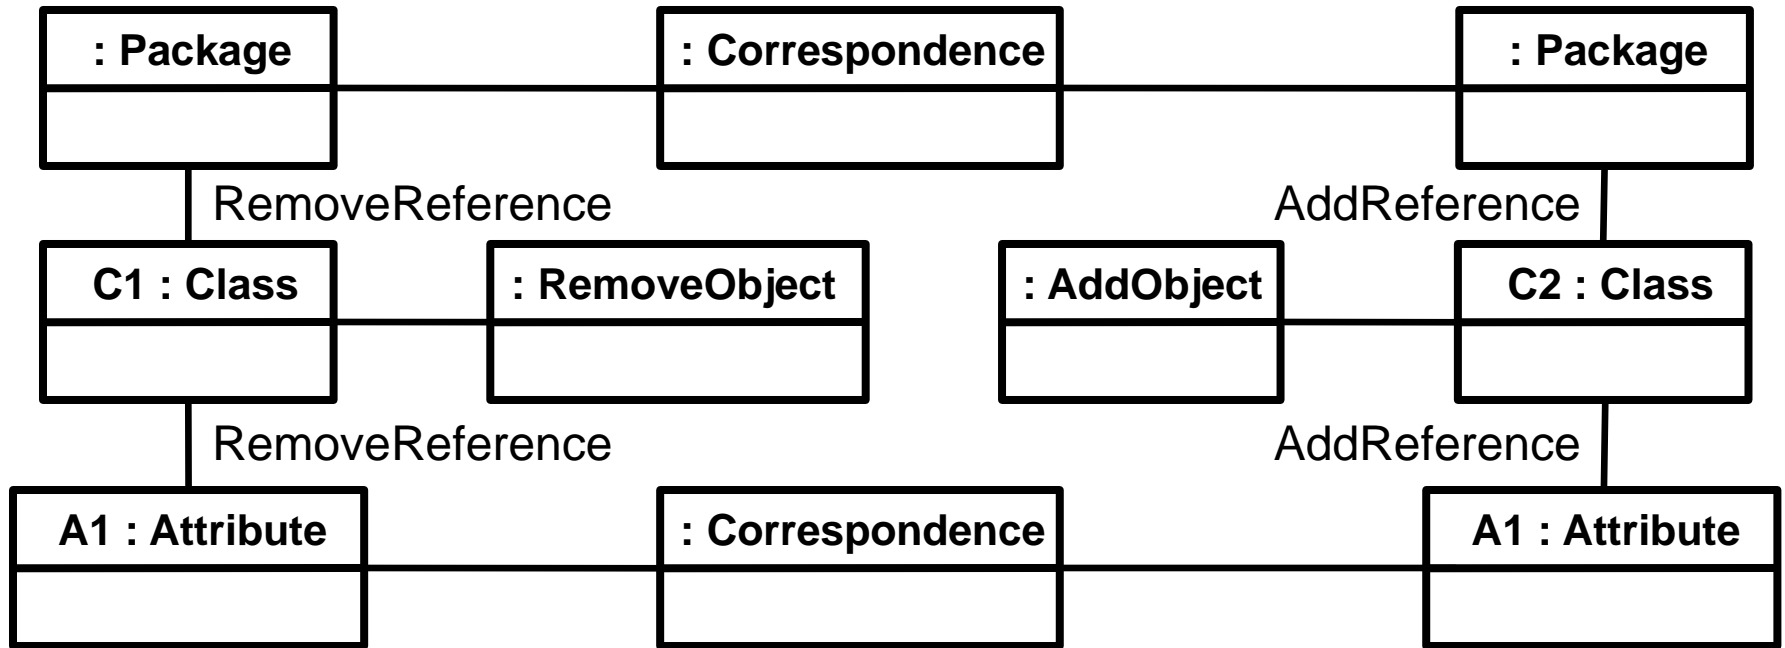 : Package
: Correspondence
: Package
RemoveReference
AddReference
C1 : Class
: RemoveObject
: AddObject
C2 : Class
RemoveReference
AddReference
A1 : Attribute
: Correspondence
A1 : Attribute